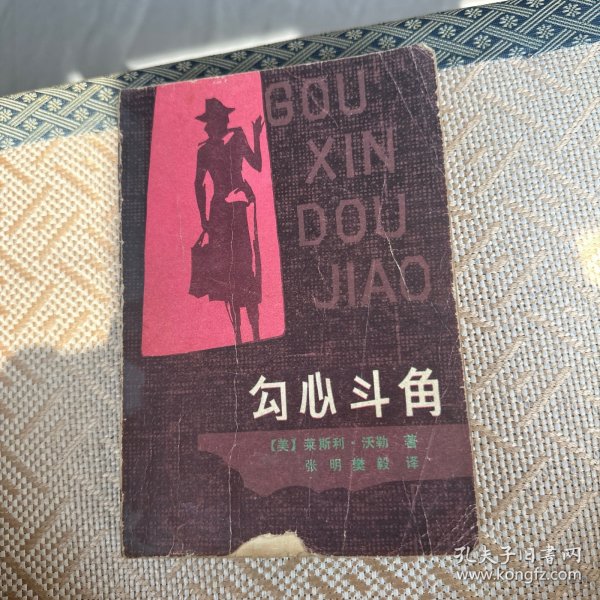 GOU
XIN
DOU
JIAO
勾心斗角
【美】莱斯利·沃勒 著
张明樊毅 译
孔夫子旧书网
www.kongfz.com